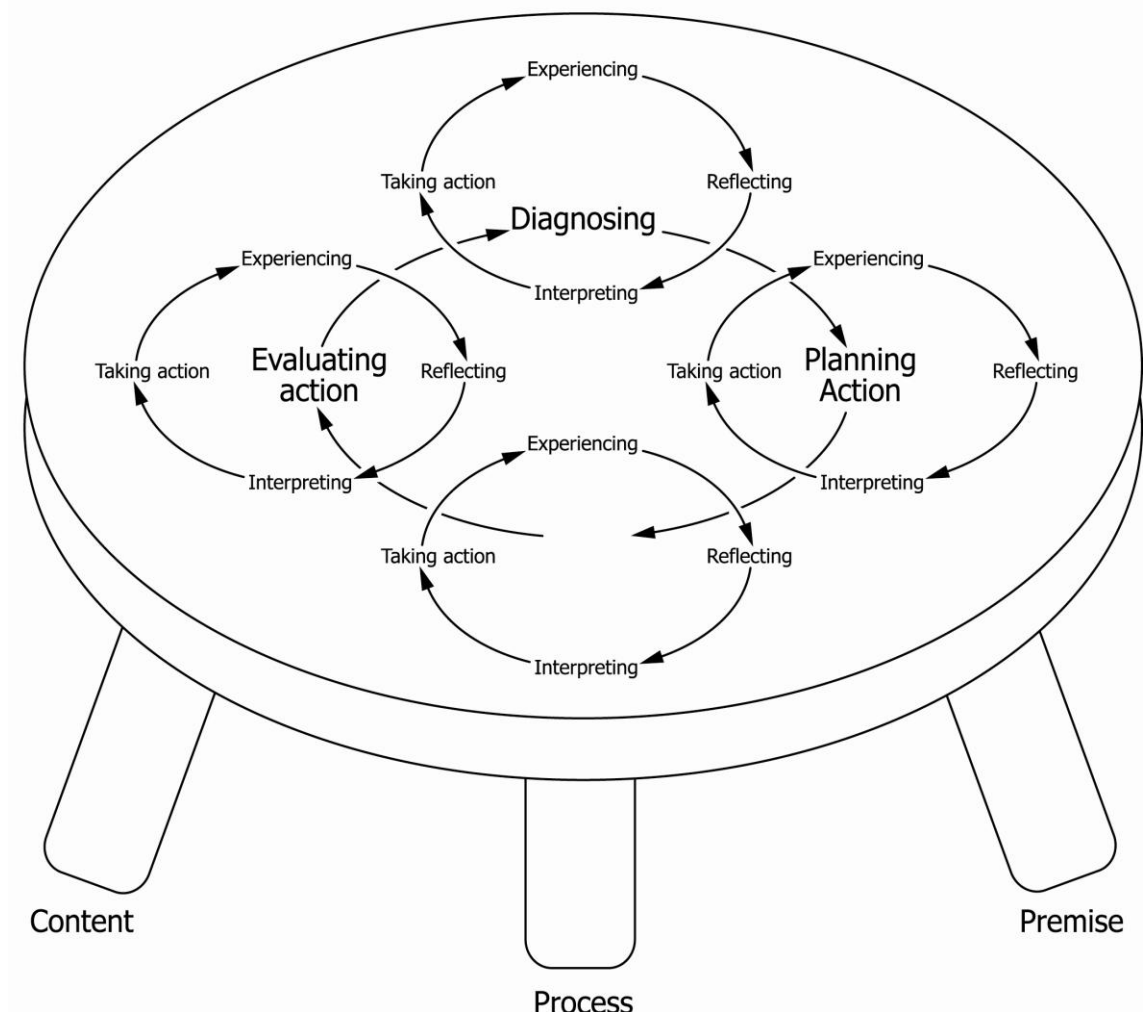 Experiencing
Taking action
Reflecting
Diagnosing
Interpreting
Experiencing
Taking action
Evaluating
action
Reflecting
Interpreting
Experiencing
Taking action
Planning
Action
Reflecting
Interpreting
Experiencing
Taking action
Reflecting
Interpreting
Content
Process
Premise